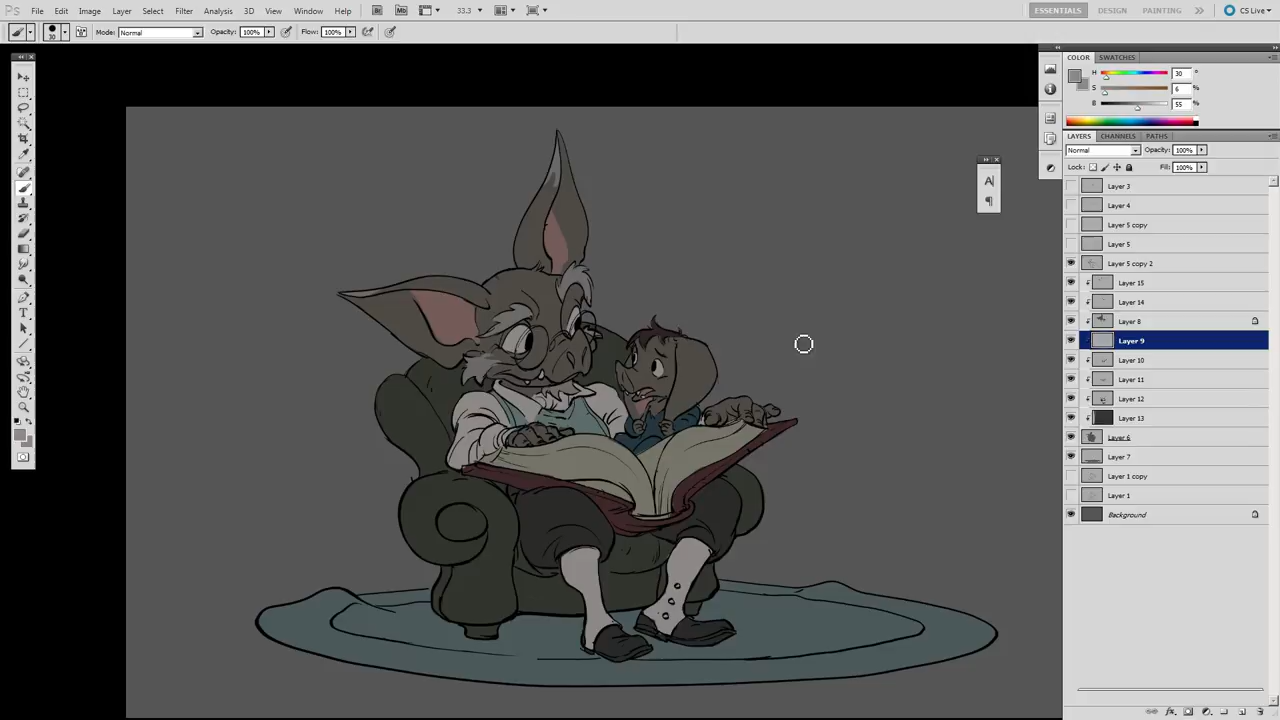 Ps File Edit Image Layer Select Filter Analysis 3D View Window Help Br Mb 33.3 ESSENTIALS DESIGN PAINTING CS Live
30 Mode: Normal Opacity: 100% Flow: 100%
COLOR SWATCHES
H 30 °
S 6 %
B 55 %
LAYERS CHANNELS PATHS
Normal Opacity: 100%
Lock: Fill: 100%
Layer 3
Layer 4
Layer 5 copy
Layer 5
Layer 5 copy 2
Layer 15
Layer 14
Layer 8
Layer 9
Layer 10
Layer 11
Layer 12
Layer 13
Layer 6
Layer 7
Layer 1 copy
Layer 1
Background